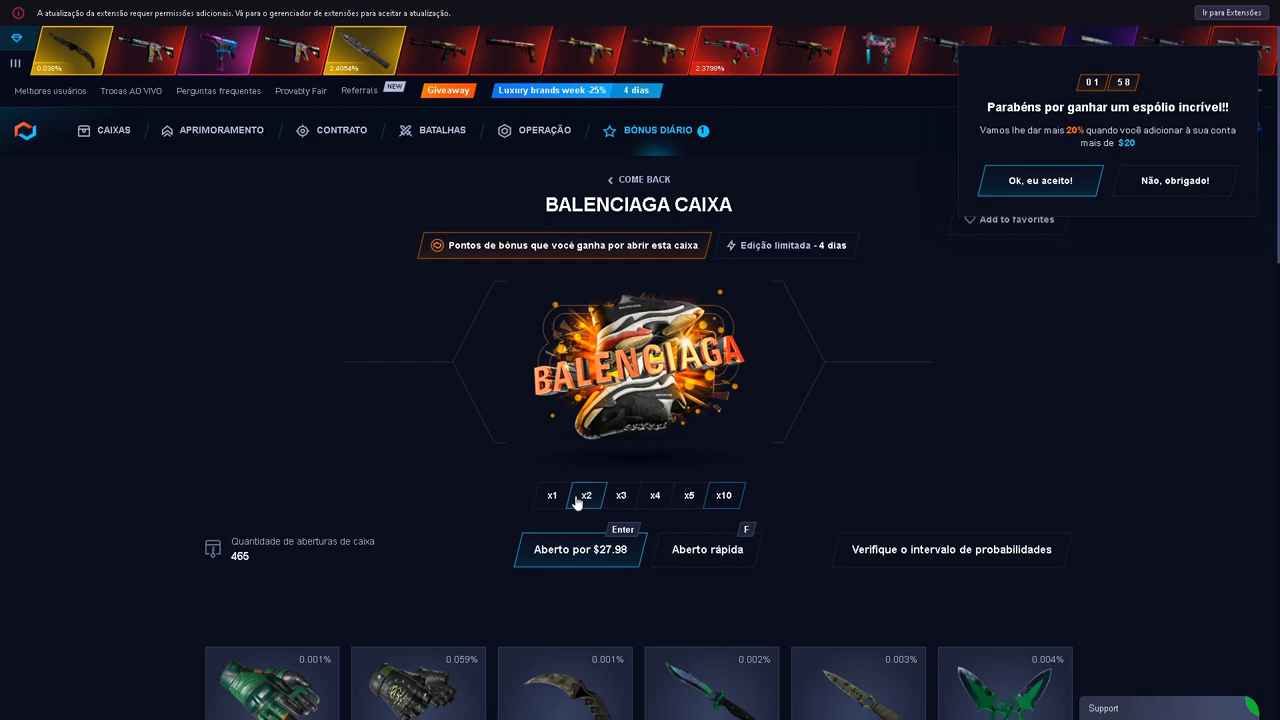 A atualização da extensão requer permissões adicionais. Vá para o gerenciador de extensões para aceitar a atualização.
Ir para Extensões
0.036%
2.4054%
2.3798%
Melhores usuários
Trocas AO VIVO
Perguntas frequentes
Provably Fair
Referrals
NEW
Giveaway
Luxury brands week -25%
4 dias
CAIXAS
APRIMORAMENTO
CONTRATO
BATALHAS
OPERAÇÃO
BÔNUS DIÁRIO
1
01
58
Parabéns por ganhar um espólio incrível!!
Vamos lhe dar mais 20% quando você adicionar à sua conta
mais de $20
Ok, eu aceito!
Não, obrigado!
COME BACK
BALENCIAGA CAIXA
Add to favorites
Pontos de bônus que você ganha por abrir esta caixa
Edição limitada - 4 dias
BALENCIAGA
x1
x2
x3
x4
x5
x10
Enter
F
Quantidade de aberturas de caixa
465
Aberto por $27.98
Aberto rápida
Verifique o intervalo de probabilidades
0.001%
0.059%
0.001%
0.002%
0.003%
0.004%
Support